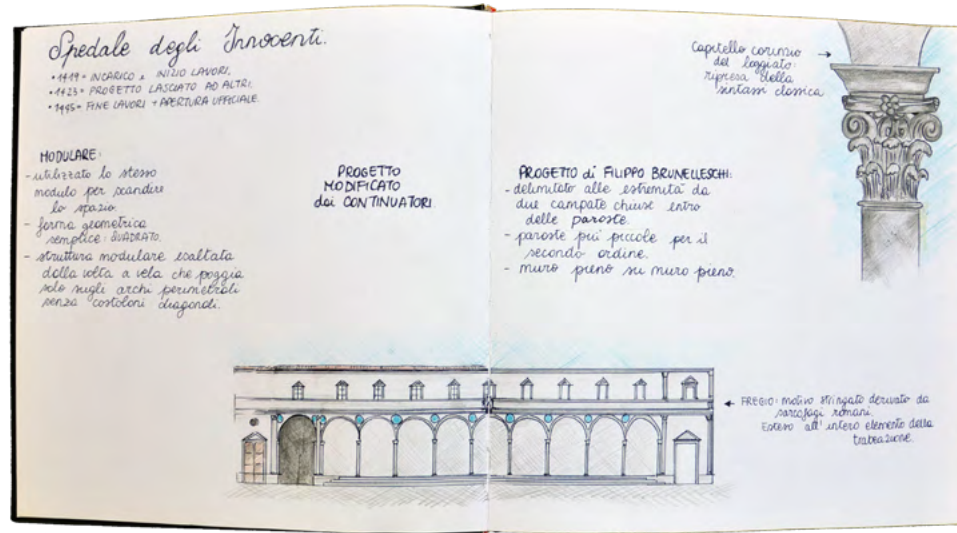 Spedale degli Innocenti.
• 1419 = INCARICO e INIZIO LAVORI.
• 1423 = PROGETTO LASCIATO AD ALTRI.
• 1445 = FINE LAVORI + APERTURA UFFICIALE.
MODULARE:
- utilizzato lo stesso
modulo per scandire
lo spazio.
- forma geometrica
semplice: QUADRATO.
- struttura modulare esaltata
dalla volta a vela che poggia
solo sugli archi perimetrali
senza costoloni diagonali.
PROGETTO
MODIFICATO
dai CONTINUATORI.
PROGETTO di FILIPPO BRUNELLESCHI:
- delimitato alle estremità da
due campate chiuse entro
delle paraste.
- paraste più piccole per il
secondo ordine.
- muro pieno su muro pieno.
Capitello corinzio →
del loggiato:
ripresa della
sintassi classica
← FREGIO: motivo stringato derivato da
sarcofagi romani.
Esteso all'intero elemento della
trabeazione.